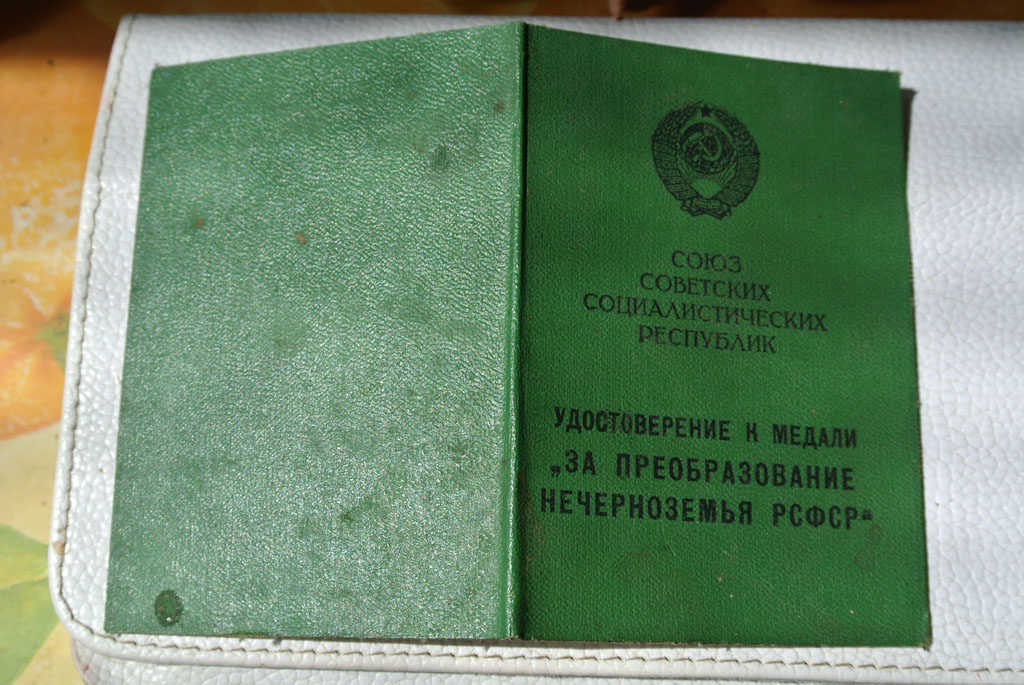 СОЮЗ
СОВЕТСКИХ
СОЦИАЛИСТИЧЕСКИХ
РЕСПУБЛИК
УДОСТОВЕРЕНИЕ К МЕДАЛИ
„ЗА ПРЕОБРАЗОВАНИЕ
НЕЧЕРНОЗЕМЬЯ РСФСР“